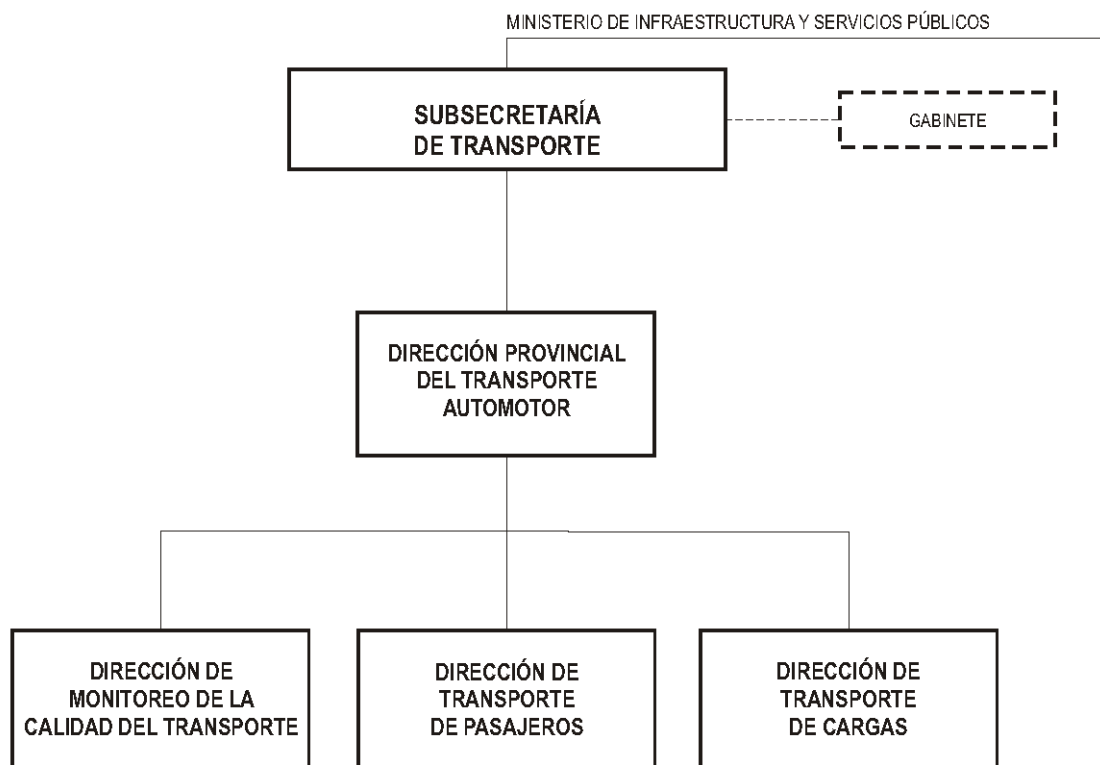 MINISTERIO DE INFRAESTRUCTURA Y SERVICIOS PÚBLICOS
SUBSECRETARÍA
DE TRANSPORTE
GABINETE
DIRECCIÓN PROVINCIAL
DEL TRANSPORTE
AUTOMOTOR
DIRECCIÓN DE
MONITOREO DE LA
CALIDAD DEL TRANSPORTE
DIRECCIÓN DE
TRANSPORTE
DE PASAJEROS
DIRECCIÓN DE
TRANSPORTE
DE CARGAS